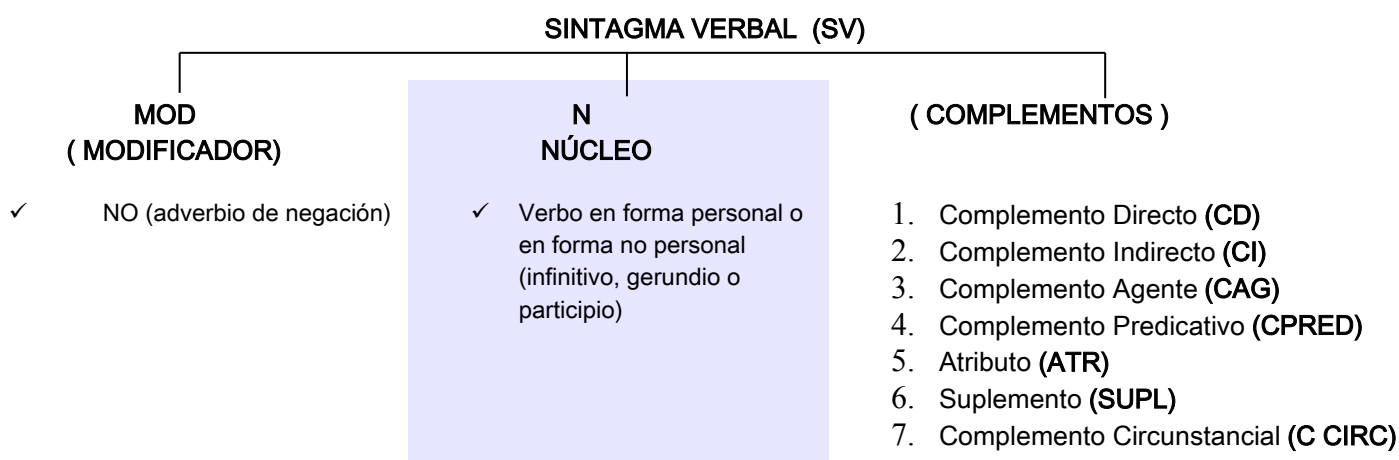 SINTAGMA VERBAL (SV)
MOD
( MODIFICADOR)
✓ NO (adverbio de negación)
N
NÚCLEO
✓ Verbo en forma personal o
en forma no personal
(infinitivo, gerundio o
participio)
( COMPLEMENTOS )
1. Complemento Directo (CD)
2. Complemento Indirecto (CI)
3. Complemento Agente (CAG)
4. Complemento Predicativo (CPRED)
5. Atributo (ATR)
6. Suplemento (SUPL)
7. Complemento Circunstancial (C CIRC)